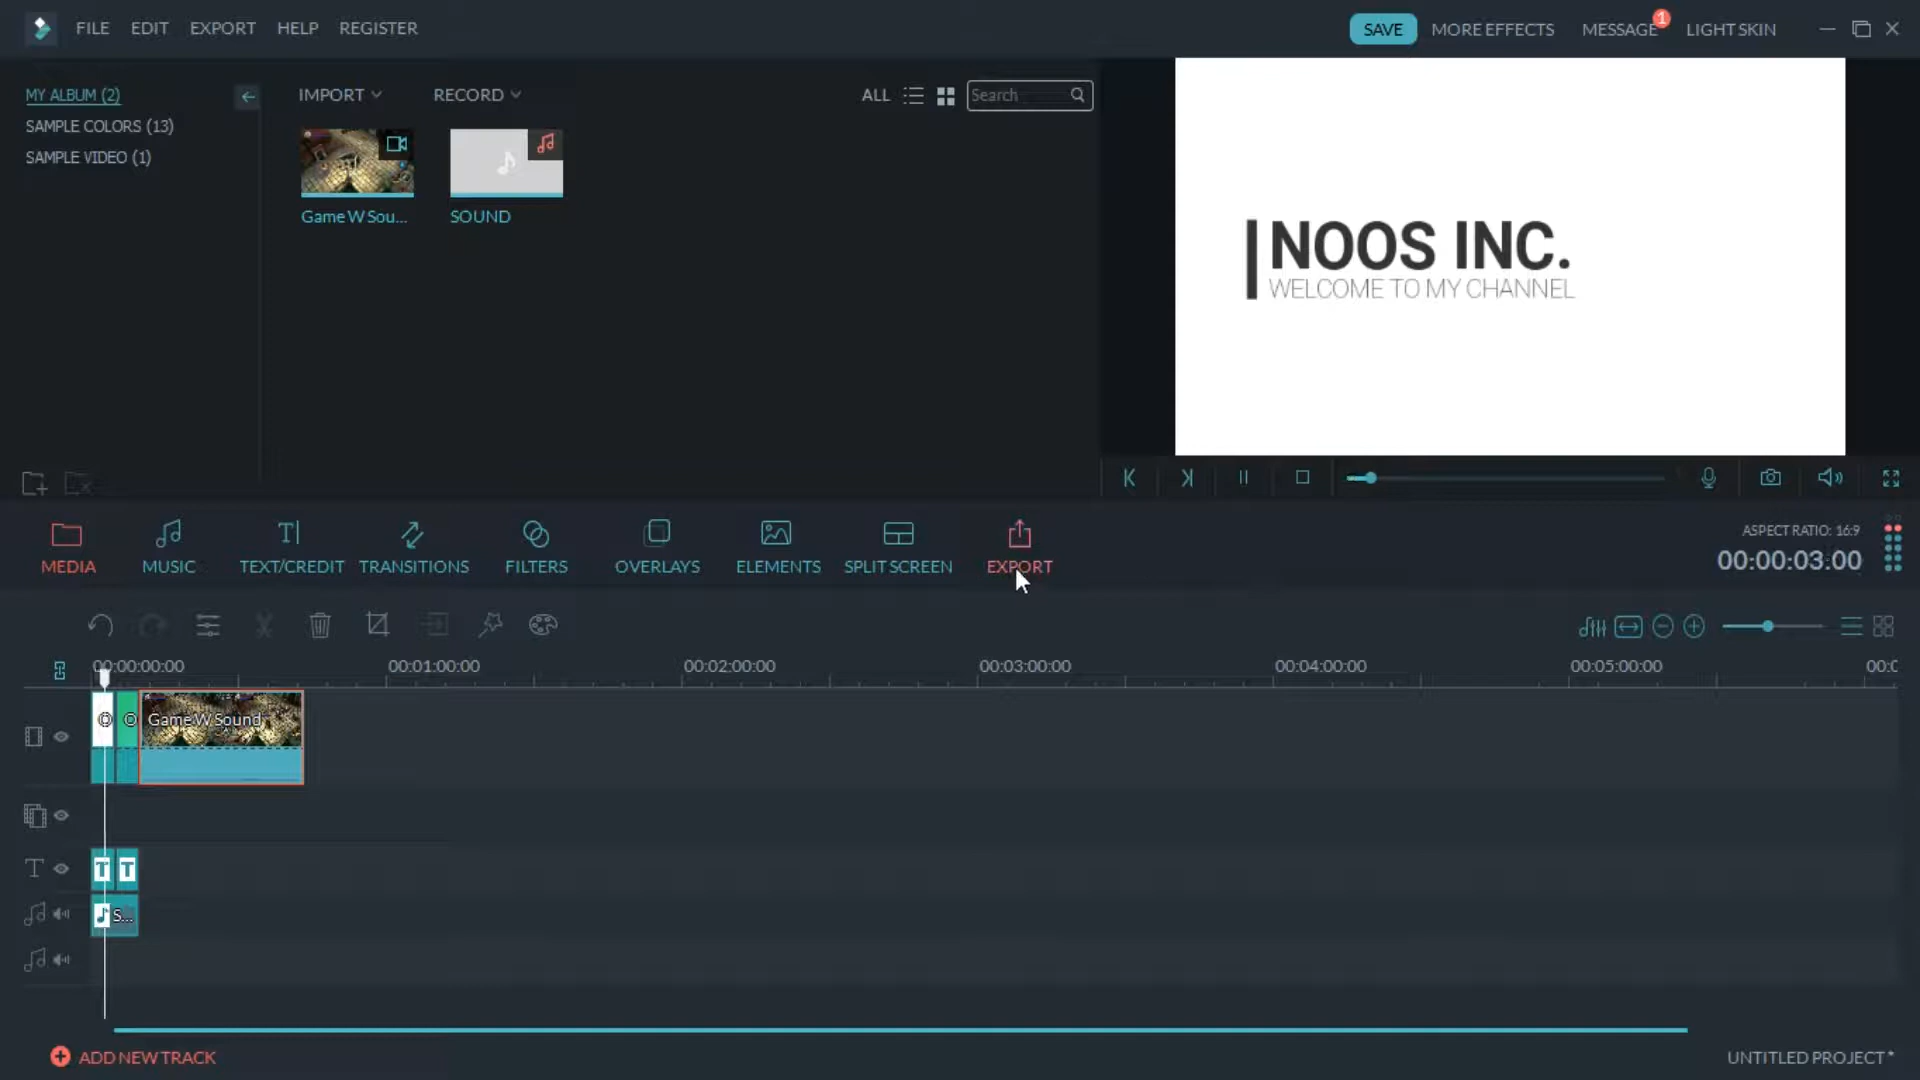 FILE EDIT EXPORT HELP REGISTER
SAVE MORE EFFECTS MESSAGE 1 LIGHT SKIN
MY ALBUM (2)
SAMPLE COLORS (13)
SAMPLE VIDEO (1)
IMPORT RECORD ALL Search
Game W Sou... SOUND
NOOS INC.
WELCOME TO MY CHANNEL
MEDIA MUSIC TEXT/CREDIT TRANSITIONS FILTERS OVERLAYS ELEMENTS SPLIT SCREEN EXPORT
ASPECT RATIO: 16:9
00:00:03.00
00:00:00:00 00:01:00:00 00:02:00:00 00:03:00:00 00:04:00:00 00:05:00:00 00:0
Game W Sound
T T T
S...
ADD NEW TRACK
UNTITLED PROJECT*